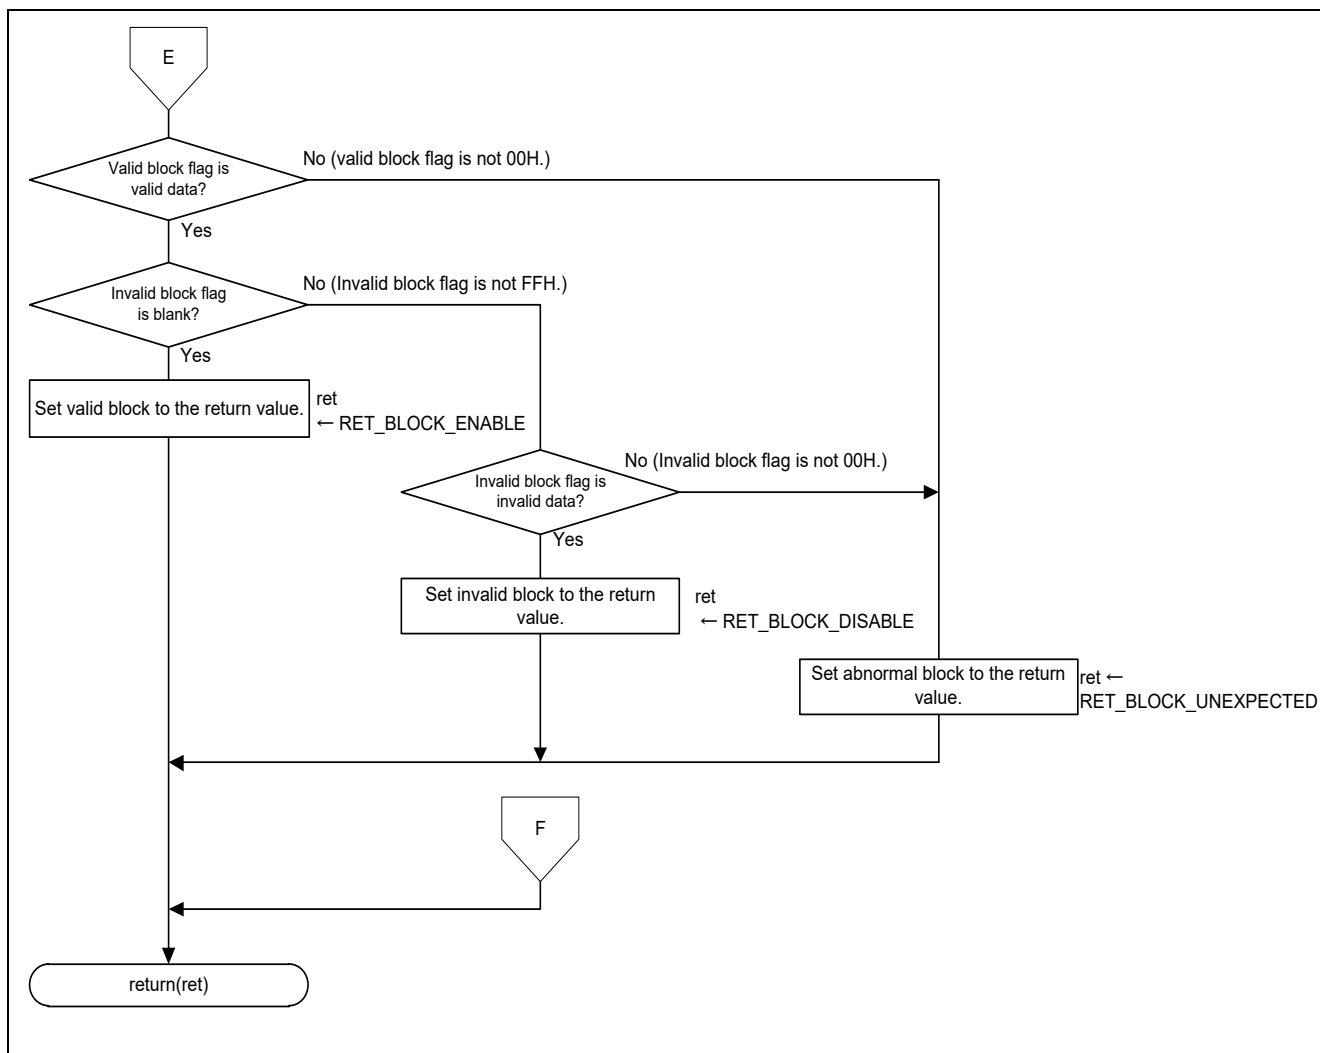 E
Valid block flag is
valid data?
No (valid block flag is not 00H.)
Yes
Invalid block flag
is blank?
No (Invalid block flag is not FFH.)
Yes
Set valid block to the return value.
ret
← RET_BLOCK_ENABLE
Invalid block flag is
invalid data?
No (Invalid block flag is not 00H.)
Yes
Set invalid block to the return
value.
ret
← RET_BLOCK_DISABLE
Set abnormal block to the return
value.
ret ←
RET_BLOCK_UNEXPECTED
F
return(ret)